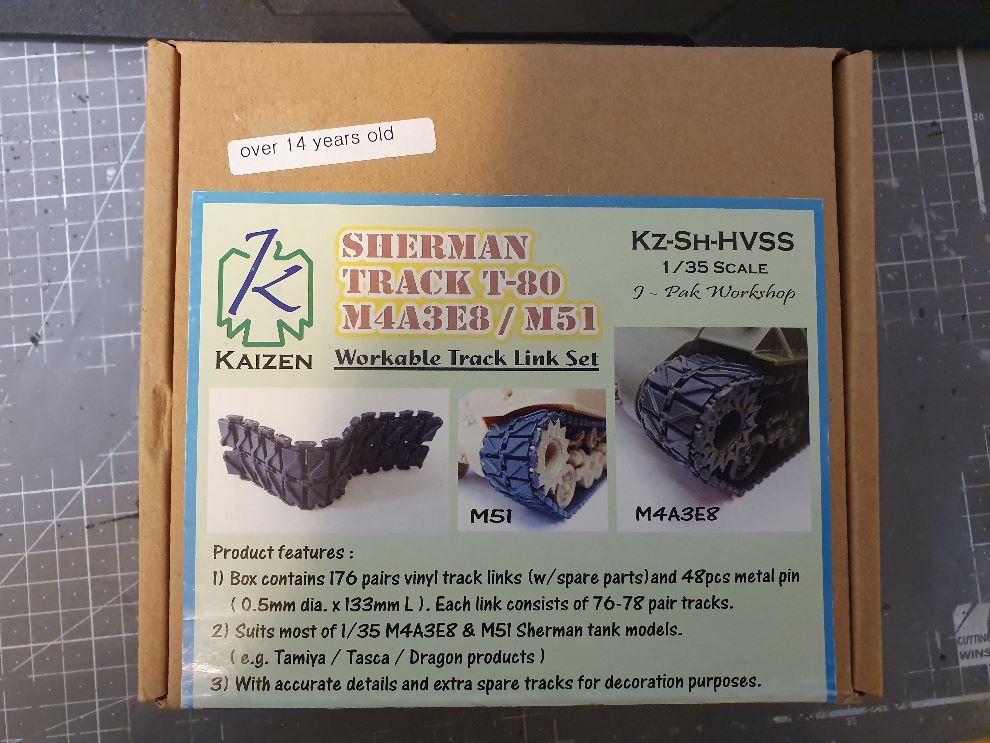 over 14 years old
KAIZEN
SHERMAN
TRACK T-80
M4A3E8 / M51
Workable Track Link Set
KZ-SH-HVSS
1/35 SCALE
J - Pak Workshop
M51
M4A3E8
Product features :
1) Box contains 176 pairs vinyl track links (w/spare parts) and 48pcs metal pin
( 0.5mm dia. x 133mm L ). Each link consists of 76-78 pair tracks.
2) Suits most of 1/35 M4A3E8 & M51 Sherman tank models.
( e.g. Tamiya / Tasca / Dragon products )
3) With accurate details and extra spare tracks for decoration purposes.
20
35
CUTTIN
WINS